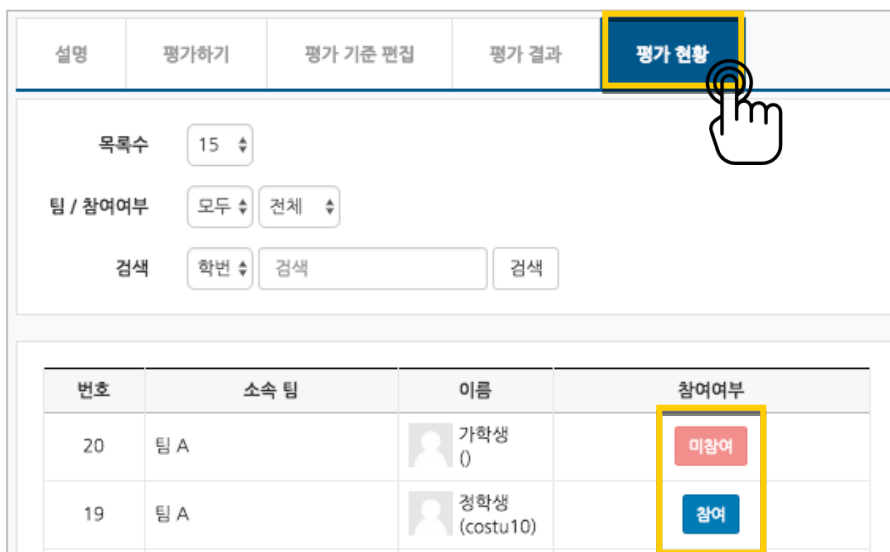 설명 평가하기 평가 기준 편집 평가 결과 평가 현황
목록수 15
팀 / 참여여부 모두 전체
검색 학번 검색 검색
번호 소속 팀 이름 참여여부
20 팀 A 가학생 미참여
()
19 팀 A 정학생 참여
(costu10)